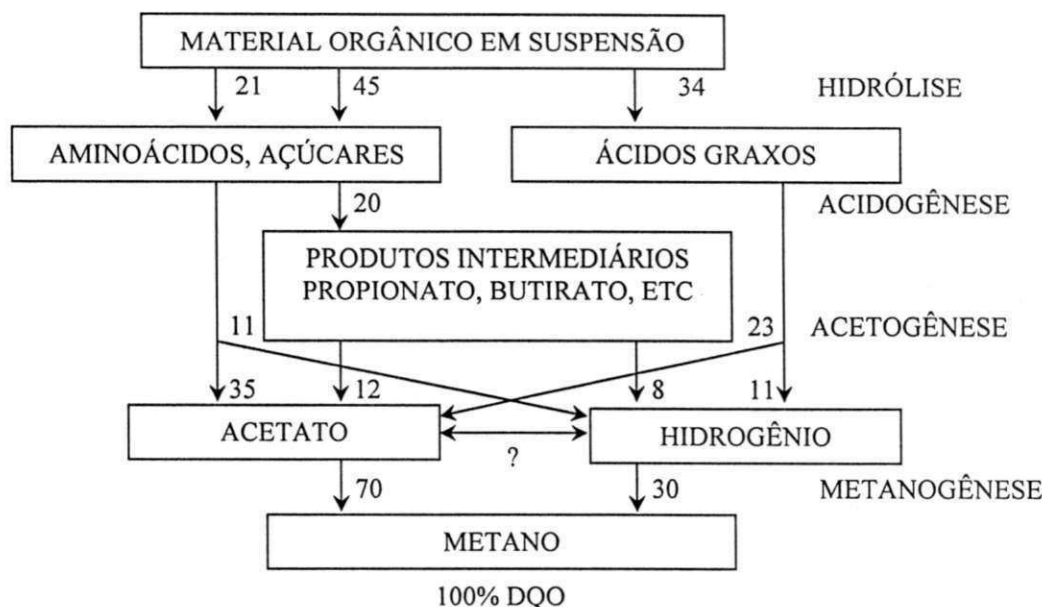 MATERIAL ORGÂNICO EM SUSPENSÃO
21 45 34 HIDRÓLISE
AMINOÁCIDOS, AÇÚCARES ÁCIDOS GRAXOS
20 ACIDOGÊNESE
PRODUTOS INTERMEDIÁRIOS
PROPIONATO, BUTIRATO, ETC
11 23 ACETOGÊNESE
35 12 8 11
ACETATO HIDROGÊNIO
?
70 30 METANOGÊNESE
METANO
100% DQO